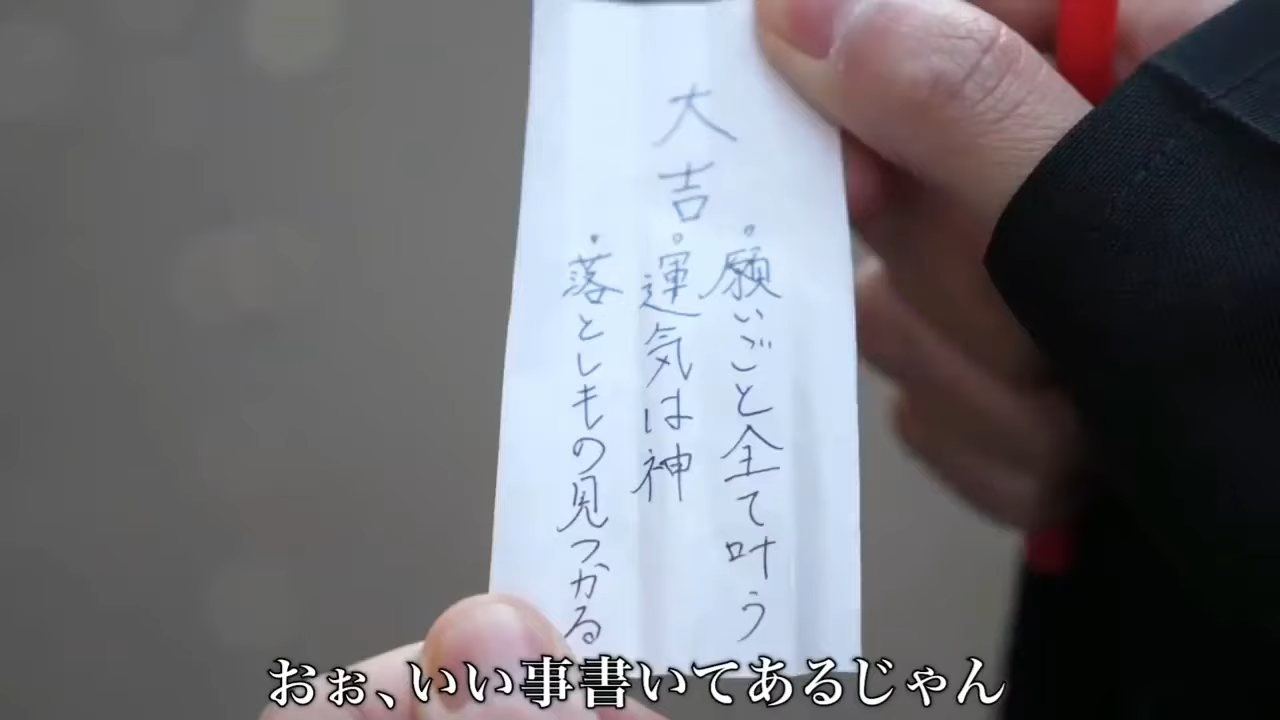 大吉
・願いごと全て叶う
・運気は神
・落としもの見つかる
おぉ、いい事書いてあるじゃん